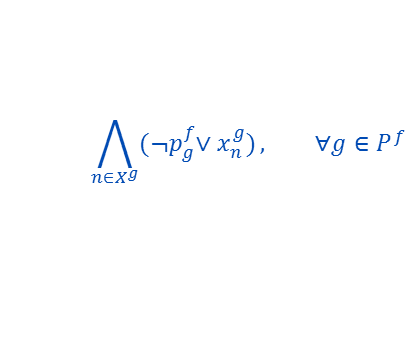 ⋀_{n∈X^g} (¬p_g^f ∨ x_n^g) , ∀g ∈ P^f